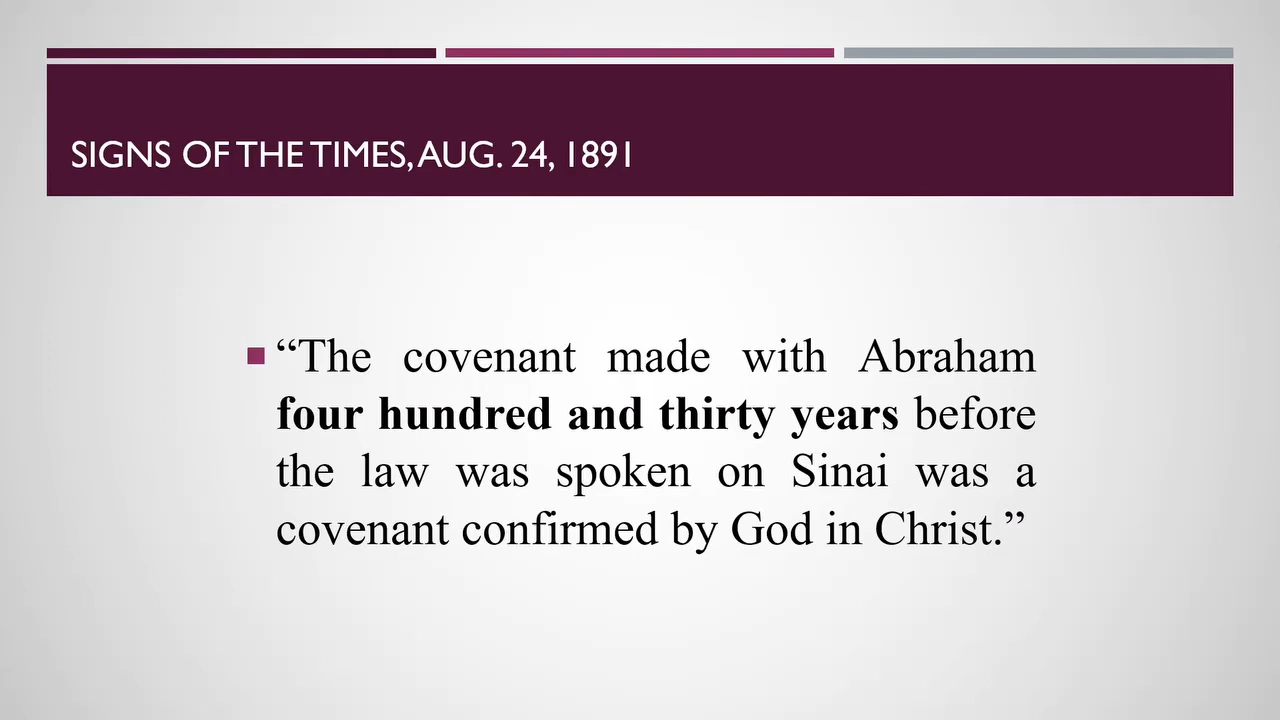 SIGNS OF THE TIMES, AUG. 24, 1891
“The covenant made with Abraham
four hundred and thirty years before
the law was spoken on Sinai was a
covenant confirmed by God in Christ.”